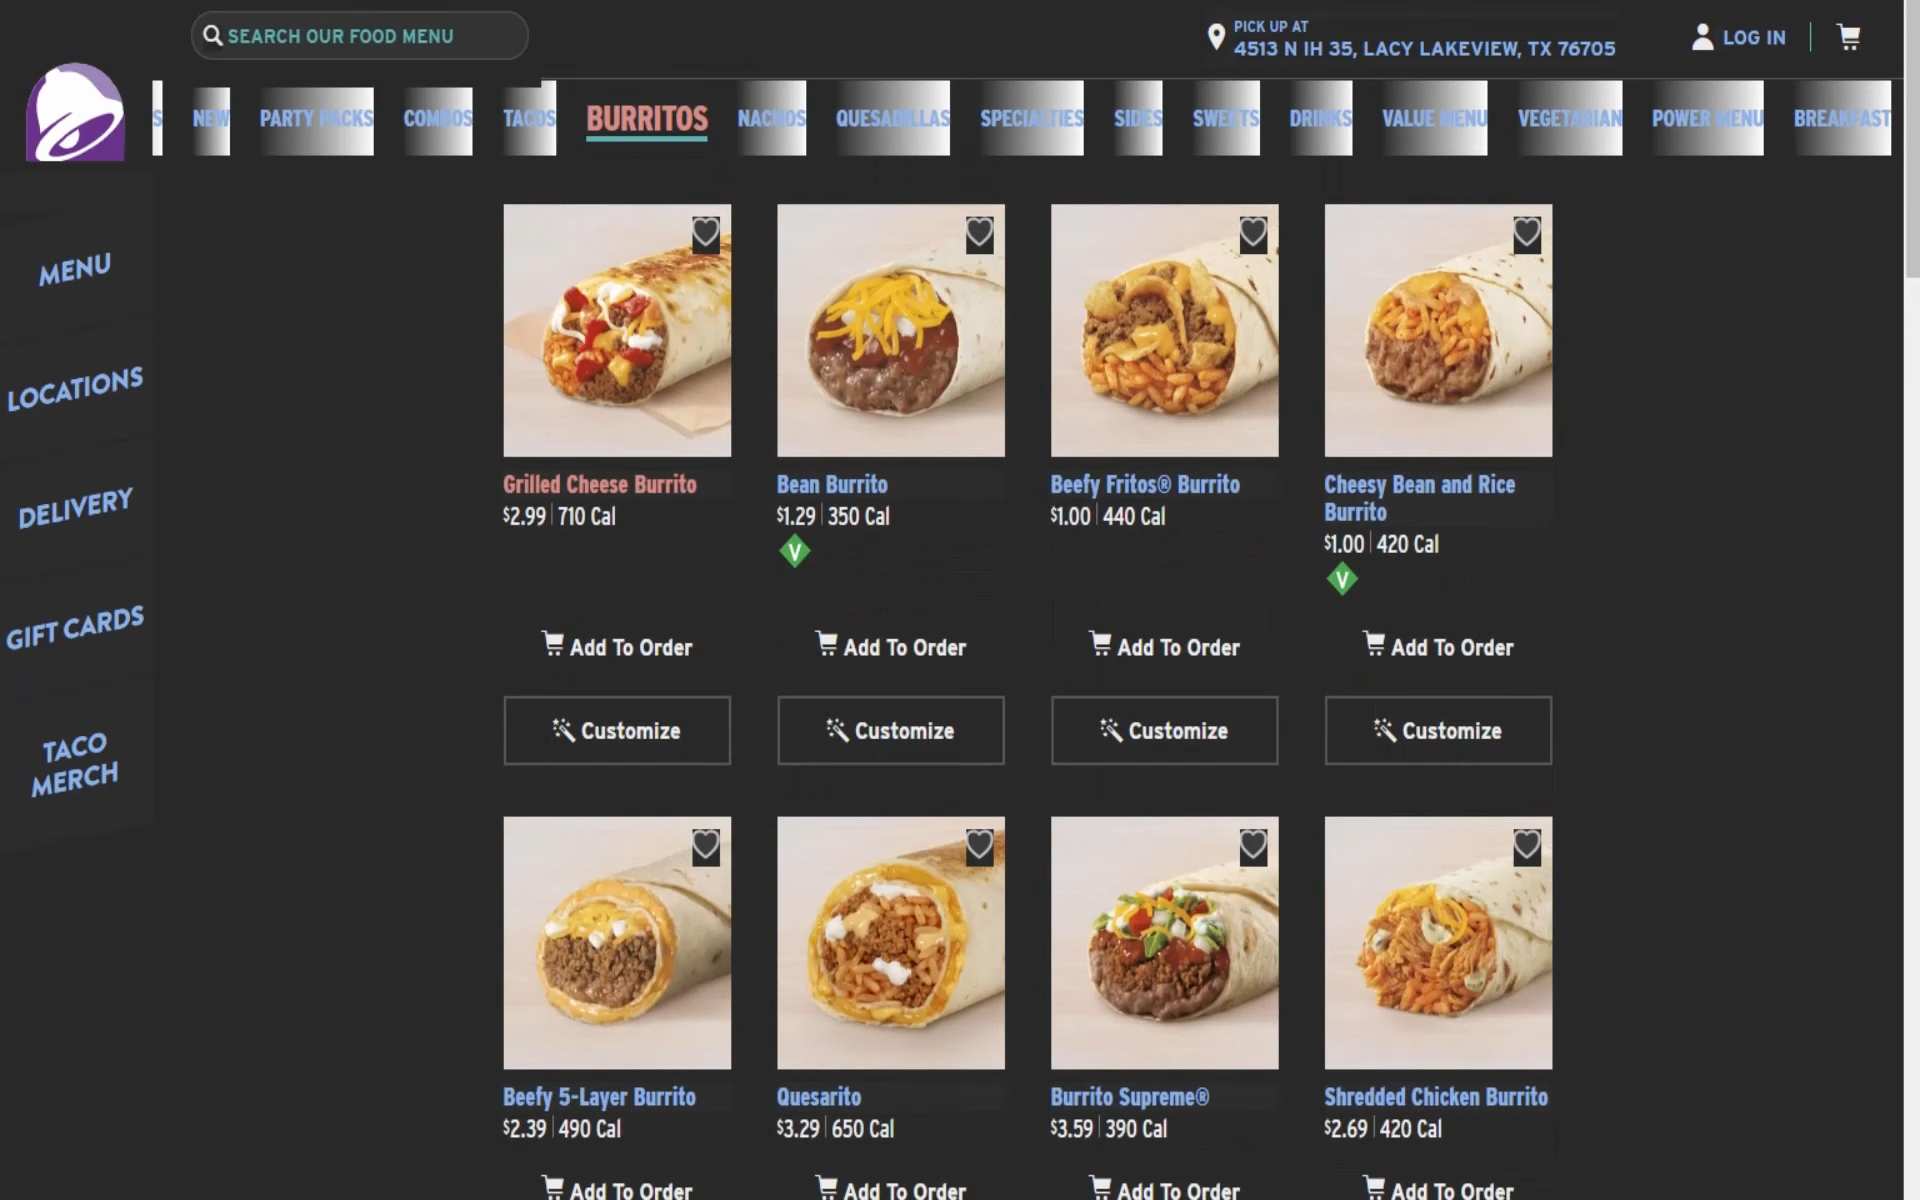 SEARCH OUR FOOD MENU
PICK UP AT
4513 N IH 35, LACY LAKEVIEW, TX 76705
LOG IN
S NEW PARTY PACKS COMBOS TACOS BURRITOS NACHOS QUESADILLAS SPECIALTIES SIDES SWEETS DRINKS VALUE MENU VEGETARIAN POWER MENU BREAKFAST
MENU
LOCATIONS
DELIVERY
GIFT CARDS
TACO
MERCH
Grilled Cheese Burrito
$2.99 | 710 Cal
Add To Order
Customize
Bean Burrito
$1.29 | 350 Cal
V
Add To Order
Customize
Beefy Fritos® Burrito
$1.00 | 440 Cal
Add To Order
Customize
Cheesy Bean and Rice
Burrito
$1.00 | 420 Cal
V
Add To Order
Customize
Beefy 5-Layer Burrito
$2.39 | 490 Cal
Add To Order
Quesarito
$3.29 | 650 Cal
Add To Order
Burrito Supreme®
$3.59 | 390 Cal
Add To Order
Shredded Chicken Burrito
$2.69 | 420 Cal
Add To Order